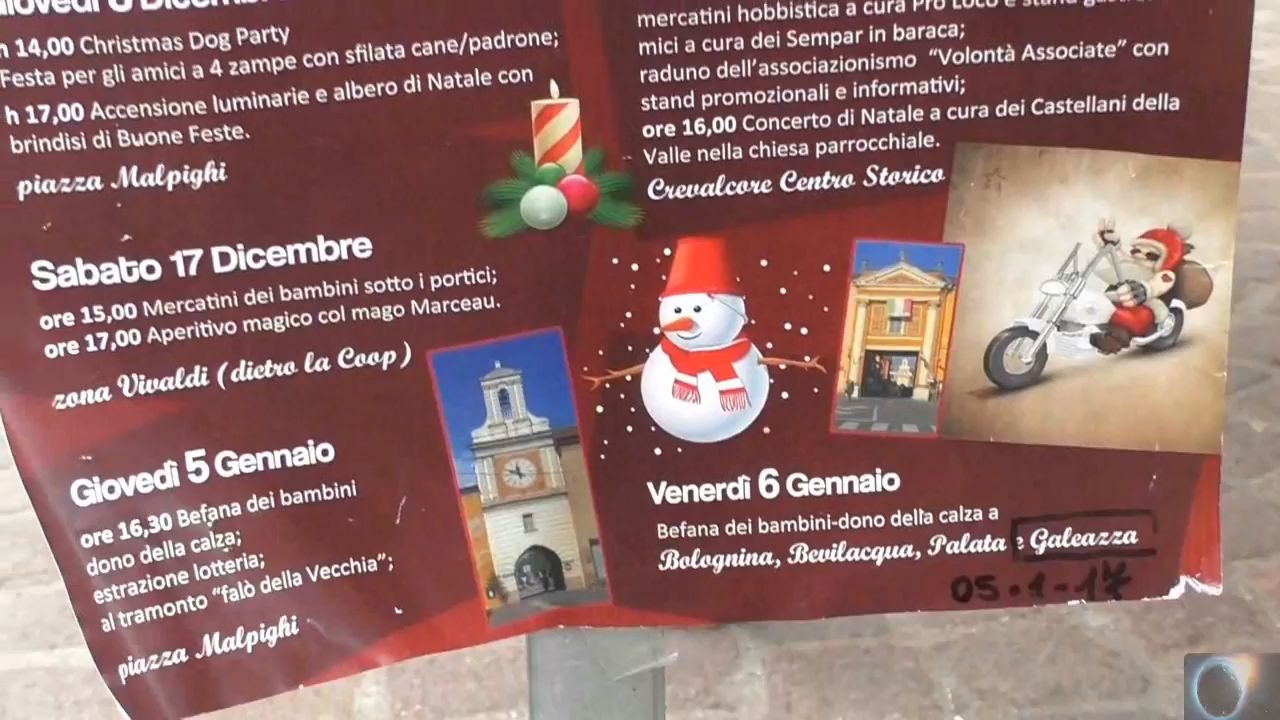 Giovedì 8 Dicembre
h 14,00 Christmas Dog Party
Festa per gli amici a 4 zampe con sfilata cane/padrone;
h 17,00 Accensione luminarie e albero di Natale con
brindisi di Buone Feste.
piazza Malpighi
Sabato 17 Dicembre
ore 15,00 Mercatini dei bambini sotto i portici;
ore 17,00 Aperitivo magico col mago Marceau.
zona Vivaldi (dietro la Coop)
Giovedì 5 Gennaio
ore 16,30 Befana dei bambini
dono della calza;
estrazione lotteria;
al tramonto "falò della Vecchia";
piazza Malpighi
mercatini hobbistica a cura Pro Loco e stand
mici a cura dei Sempar in baraca;
raduno dell'associazionismo "Volontà Associate" con
stand promozionali e informativi;
ore 16,00 Concerto di Natale a cura dei Castellani della
Valle nella chiesa parrocchiale.
Crevalcore Centro Storico
Venerdì 6 Gennaio
Befana dei bambini-dono della calza a
Bolognina, Bevilacqua, Palata e Galeazza
05.1-17